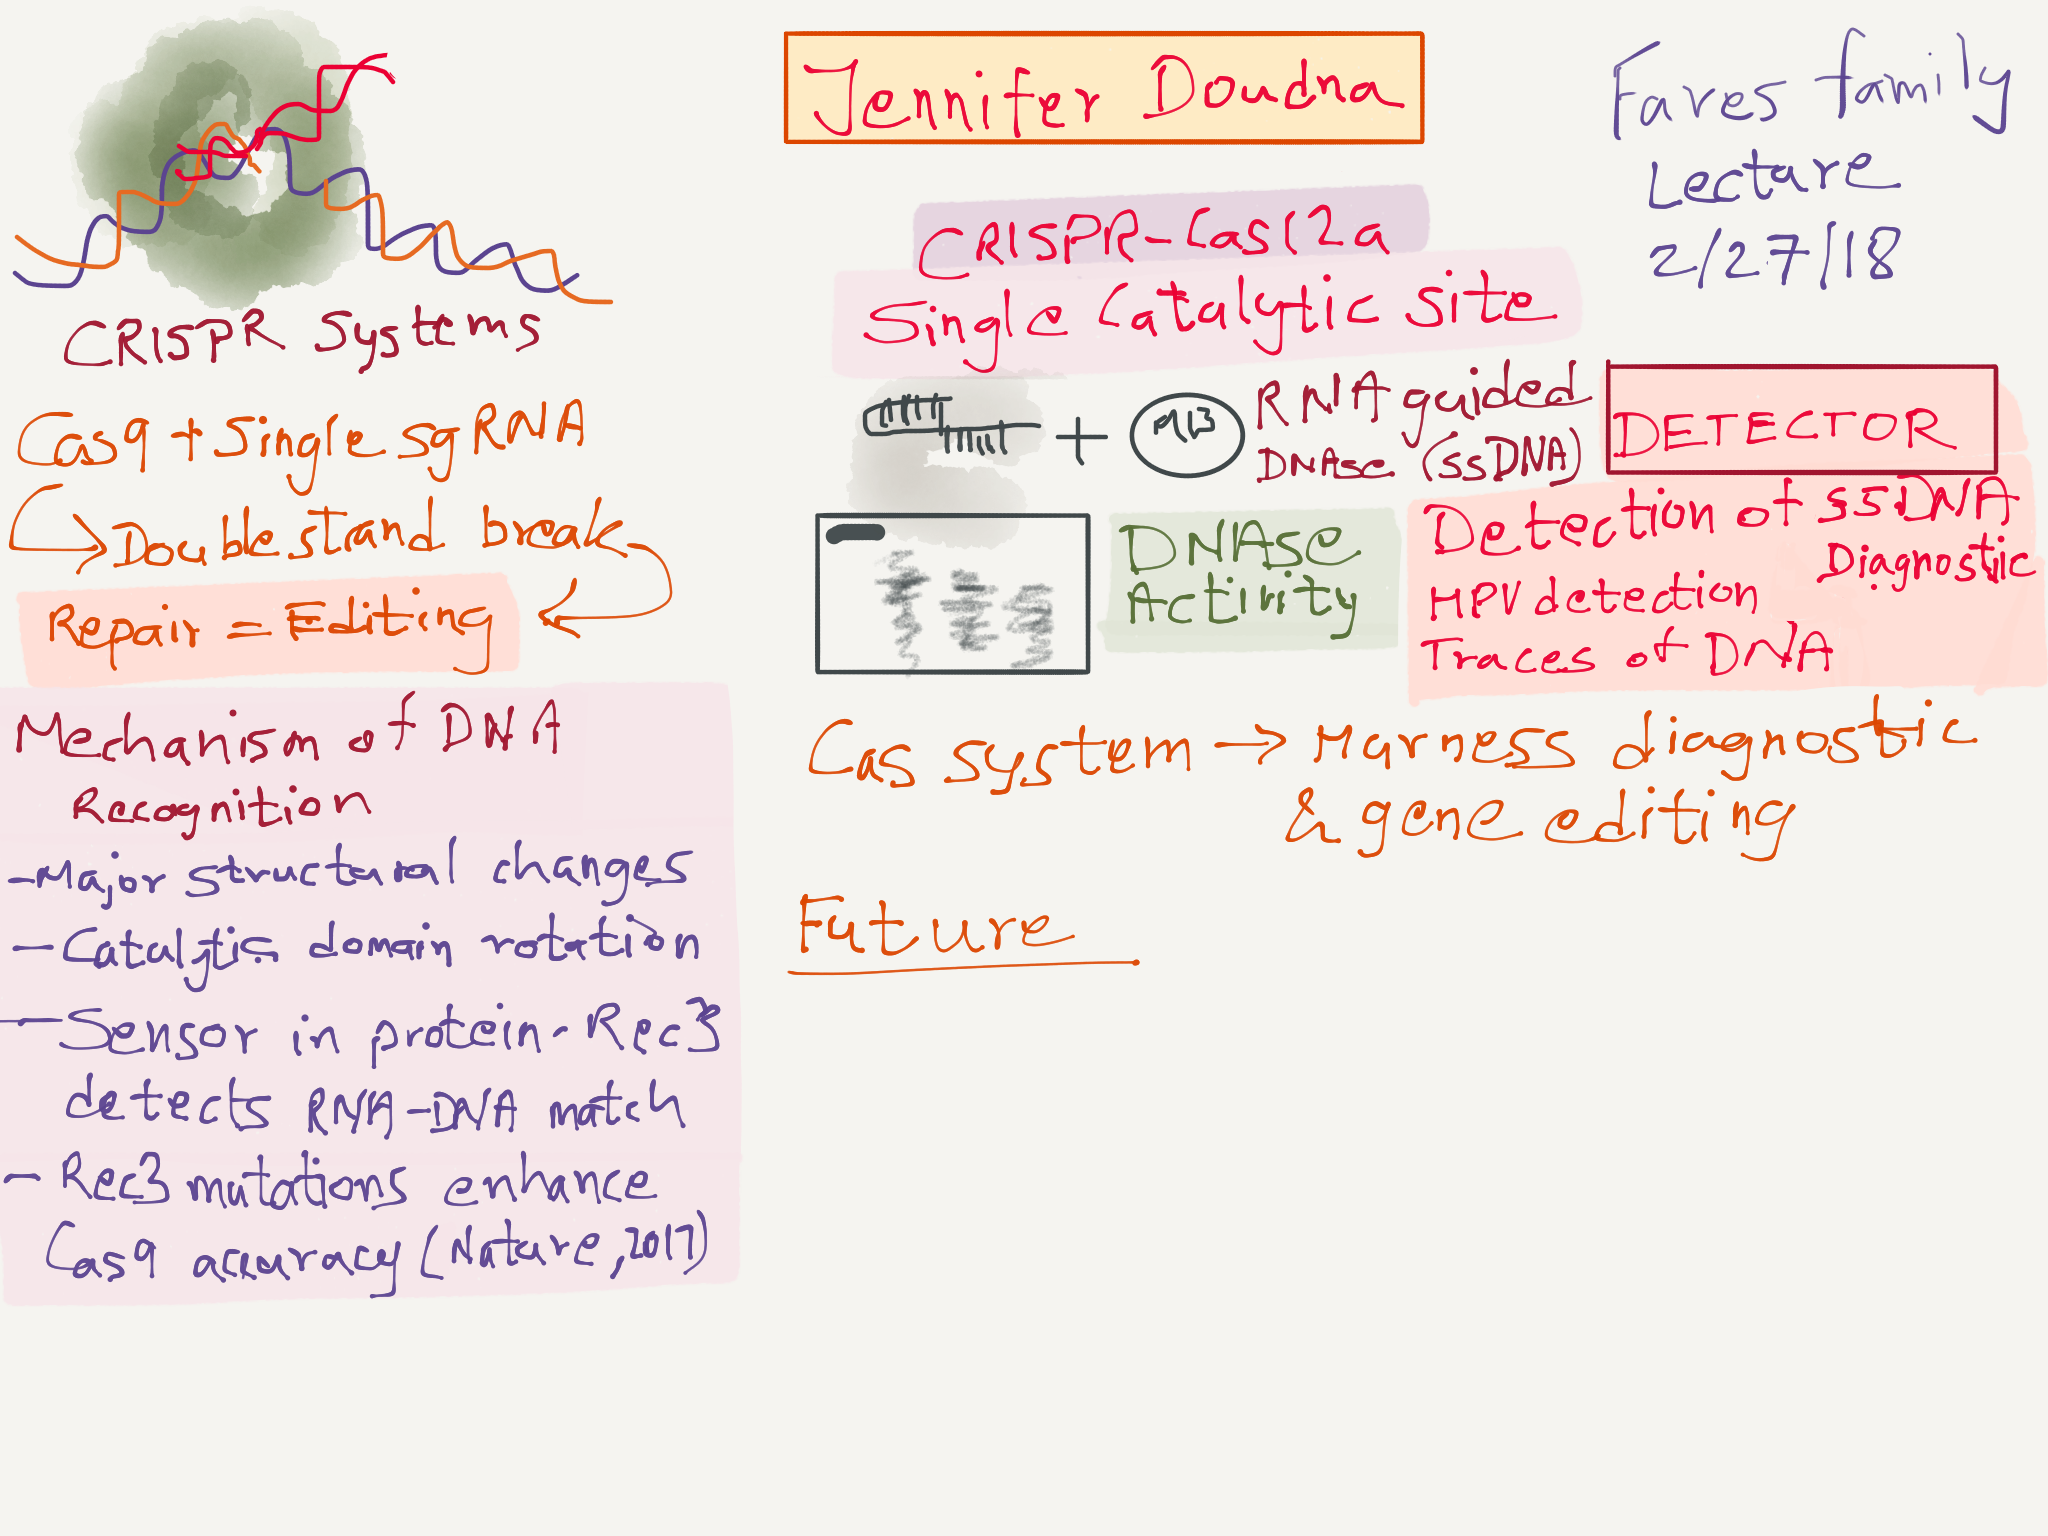 Jennifer Doudna
Faves family
Lecture
2/27/18
CRISPR Systems
Cas9 + Single sgRNA
Double stand break
Repair = Editing
Mechanism of DNA
Recognition
- Major structural changes
- Catalytic domain rotation
- Sensor in protein - Rec3
detects RNA-DNA match
- Rec3 mutations enhance
Cas9 accuracy (Nature, 2017)
CRISPR-Cas12a
Single Catalytic site
+ M13 RNA guided
DNAse (ssDNA)
DETECTOR
DNAse
Activity
Detection of ssDNA
Diagnostic
HPV detection
Traces of DNA
Cas system → Harness diagnostic
& gene editing
Future